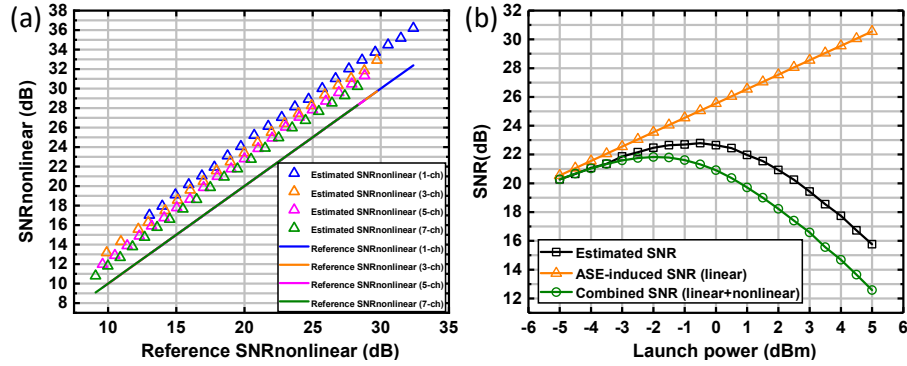 (a)
SNRnonlinear (dB)
36
34
32
30
28
26
24
22
20
18
16
14
12
10
8
10
15
20
25
30
35
Reference SNRnonlinear (dB)
Estimated SNRnonlinear (1-ch)
Estimated SNRnonlinear (3-ch)
Estimated SNRnonlinear (5-ch)
Estimated SNRnonlinear (7-ch)
Reference SNRnonlinear (1-ch)
Reference SNRnonlinear (3-ch)
Reference SNRnonlinear (5-ch)
Reference SNRnonlinear (7-ch)
(b)
SNR(dB)
32
30
28
26
24
22
20
18
16
14
12
-6
-5
-4
-3
-2
-1
0
1
2
3
4
5
6
Launch power (dBm)
Estimated SNR
ASE-induced SNR (linear)
Combined SNR (linear+nonlinear)